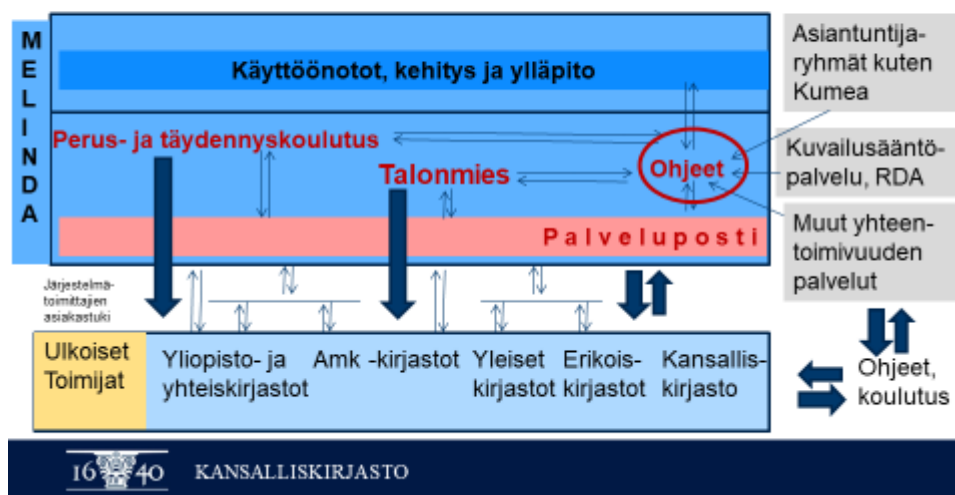 MELINDA
Käyttöönotot, kehitys ja ylläpito
Perus- ja täydennyskoulutus
Talonmies
Ohjeet
Palveluposti
Asiantuntija-
ryhmät kuten
Kumea
Kuvailusääntö-
palvelu, RDA
Muut yhteen-
toimivuuden
palvelut
Järjestelmä-
toimittajien
asiakastuki
Ulkoiset
Toimijat
Yliopisto- ja
yhteiskirjastot
Amk -kirjastot
Yleiset
kirjastot
Erikois-
kirjastot
Kansallis-
kirjasto
Ohjeet,
koulutus
1640 KANSALLISKIRJASTO